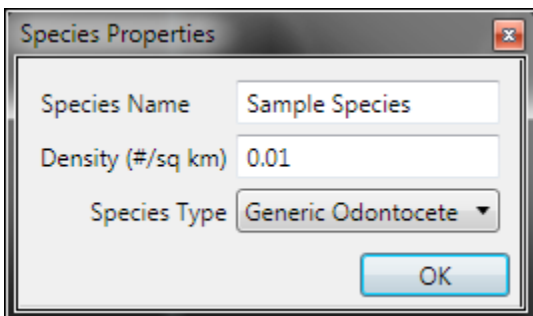 Species Properties
Species Name Sample Species
Density (#/sq km) 0.01
Species Type Generic Odontocete
OK